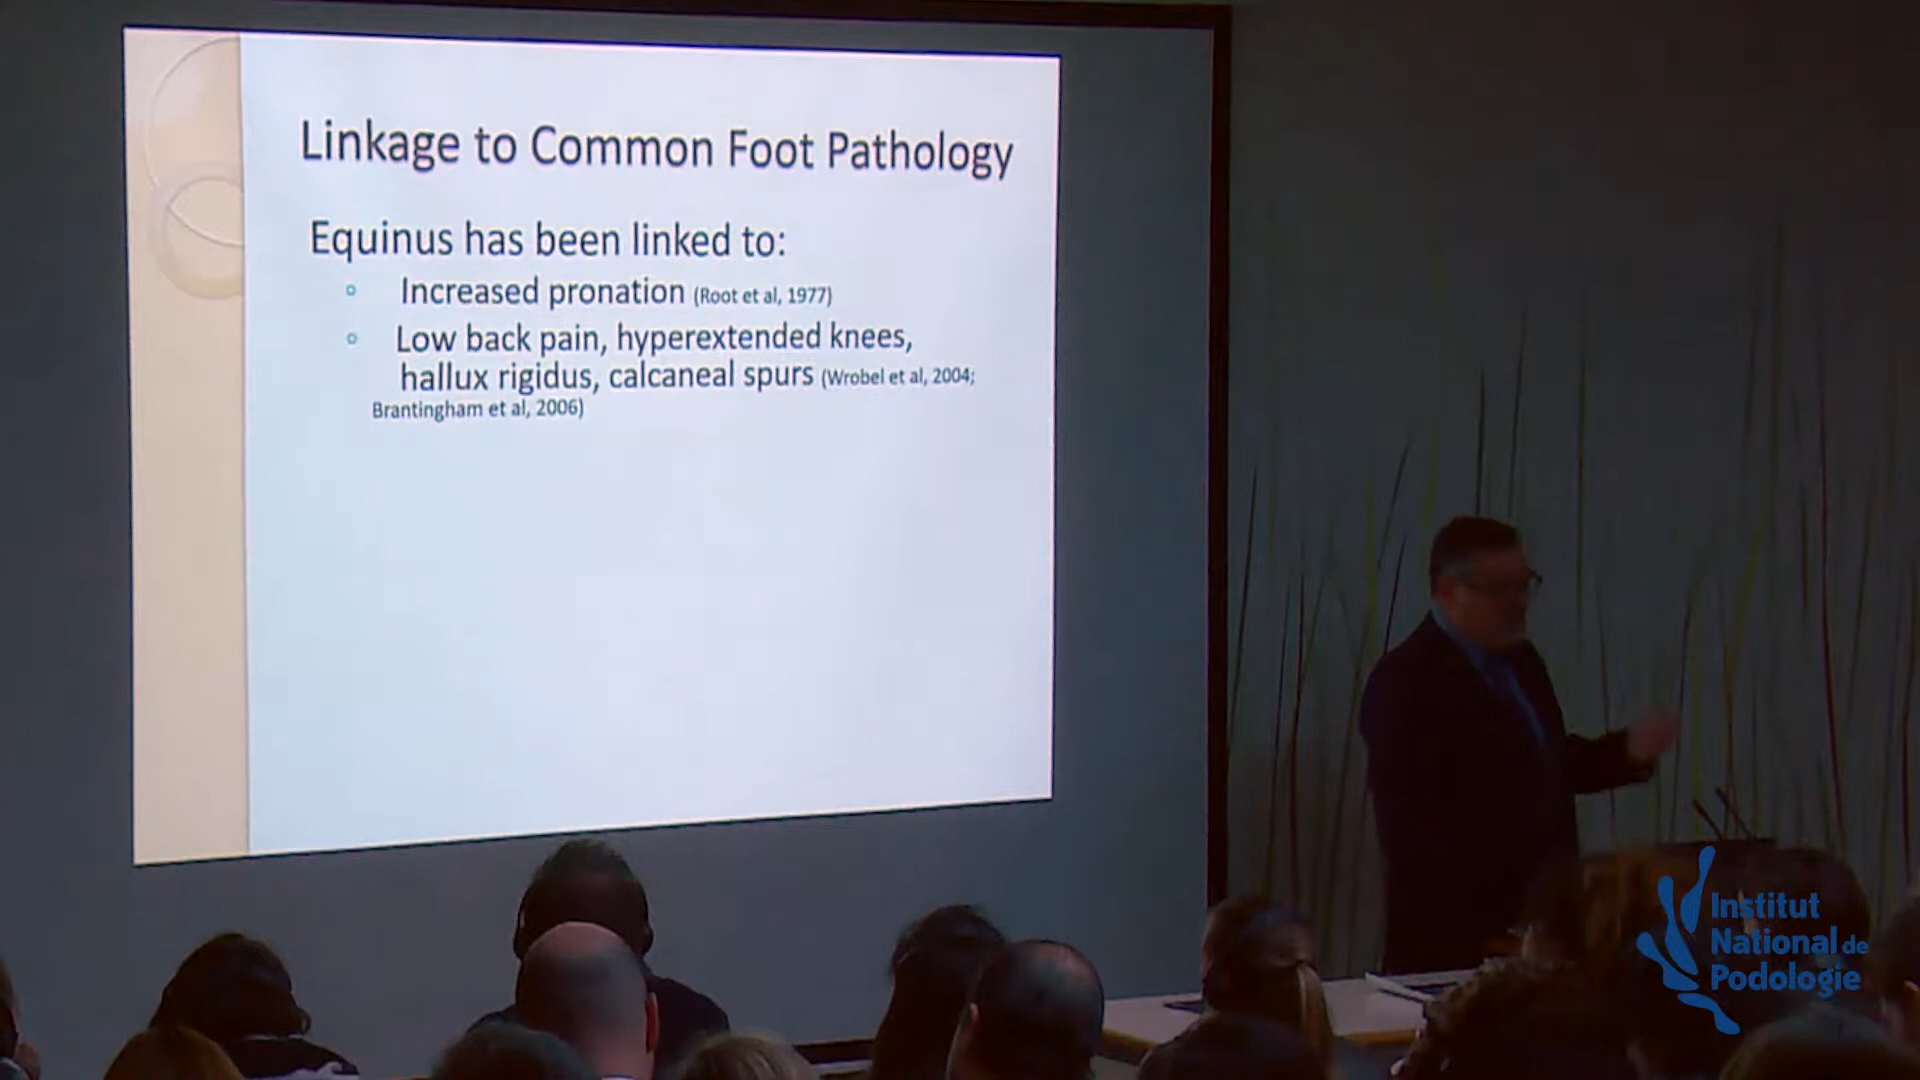 Linkage to Common Foot Pathology
Equinus has been linked to:
Increased pronation (Root et al, 1977)
Low back pain, hyperextended knees,
hallux rigidus, calcaneal spurs (Wrobel et al, 2004;
Brantingham et al, 2006)
Institut
National de
Podologie